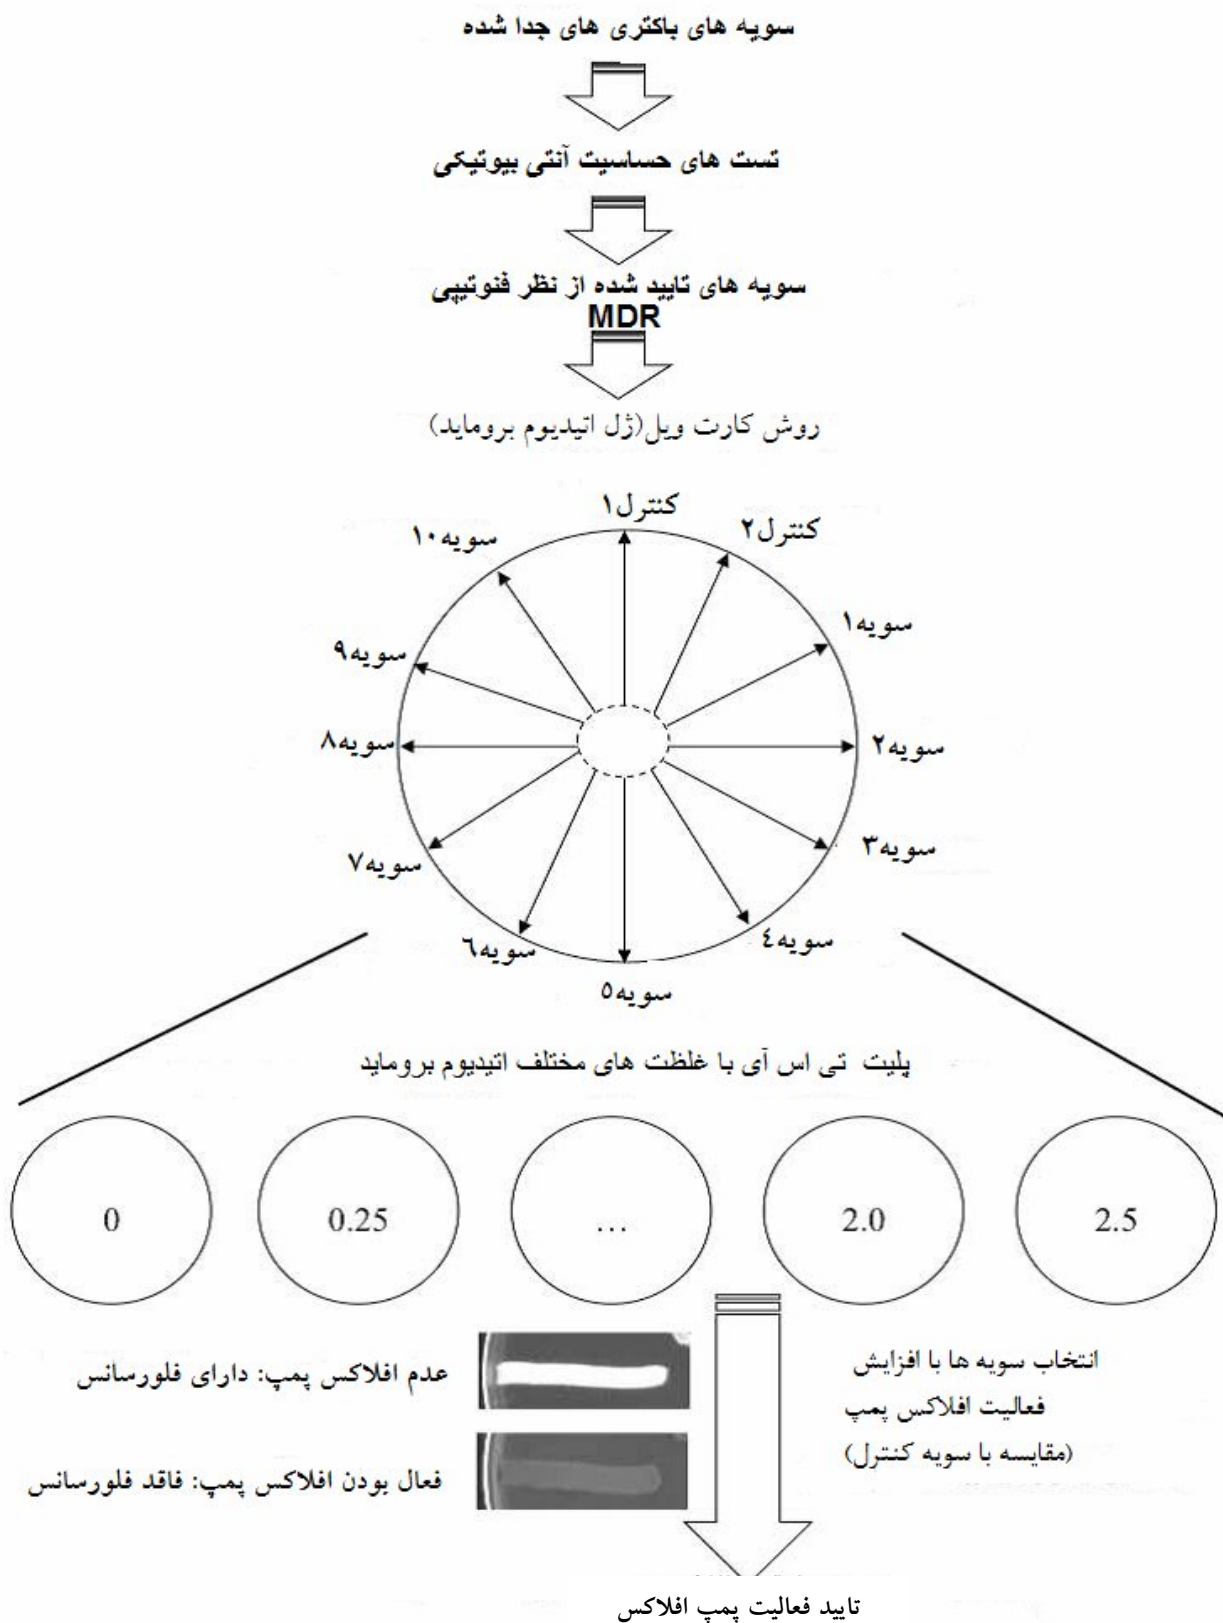 سویه های باکتری های جدا شده
تست های حساسیت آنتی بیوتیکی
سویه های تایید شده از نظر فنوتیپی
MDR
روش کارت ویل(ژل اتیدیوم بروماید)
کنترل۱
کنترل۲
سویه۱
سویه۲
سویه۳
سویه٤
سویه٥
سویه٦
سویه۷
سویه۸
سویه۹
سویه۱۰
پلیت تی اس آی با غلظت های مختلف اتیدیوم بروماید
0
0.25
...
2.0
2.5
عدم افلاکس پمپ: دارای فلورسانس
فعال بودن افلاکس پمپ: فاقد فلورسانس
انتخاب سویه ها با افزایش
فعالیت افلاکس پمپ
(مقایسه با سویه کنترل)
تایید فعالیت پمپ افلاکس